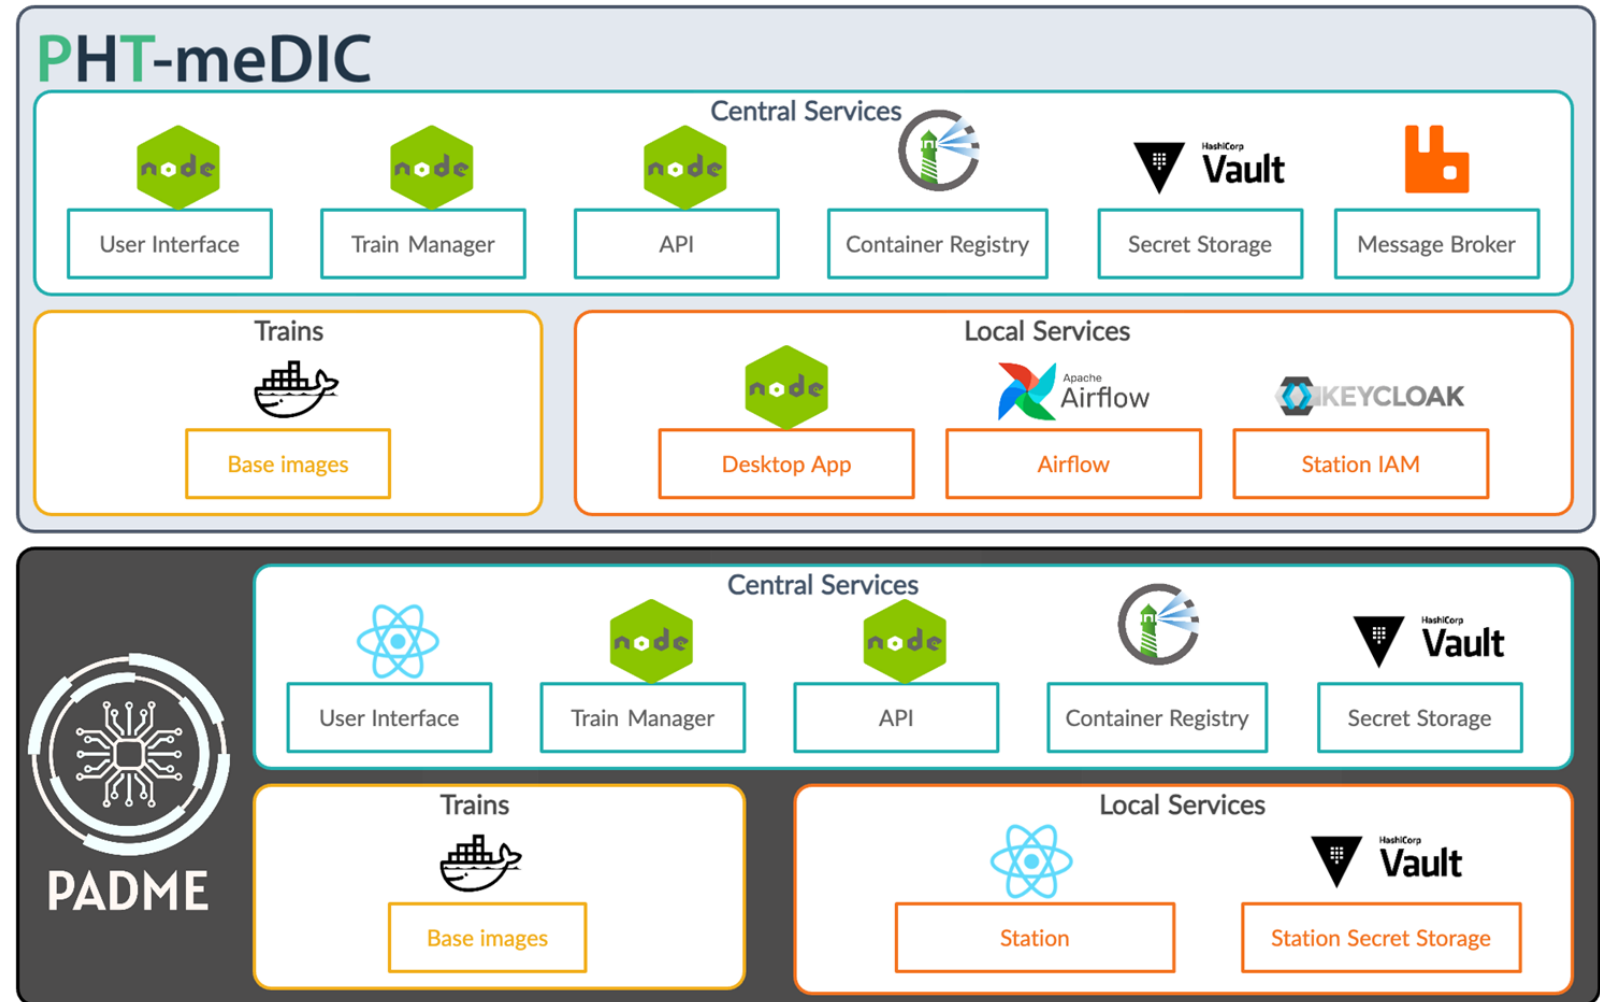 PHT-meDIC
Central Services
node
node
node
HashiCorp
Vault
User Interface
Train Manager
API
Container Registry
Secret Storage
Message Broker
Trains
Local Services
node
Apache
Airflow
KEYCLOAK
Base images
Desktop App
Airflow
Station IAM
Central Services
node
node
HashiCorp
Vault
User Interface
Train Manager
API
Container Registry
Secret Storage
PADME
Trains
Local Services
HashiCorp
Vault
Base images
Station
Station Secret Storage